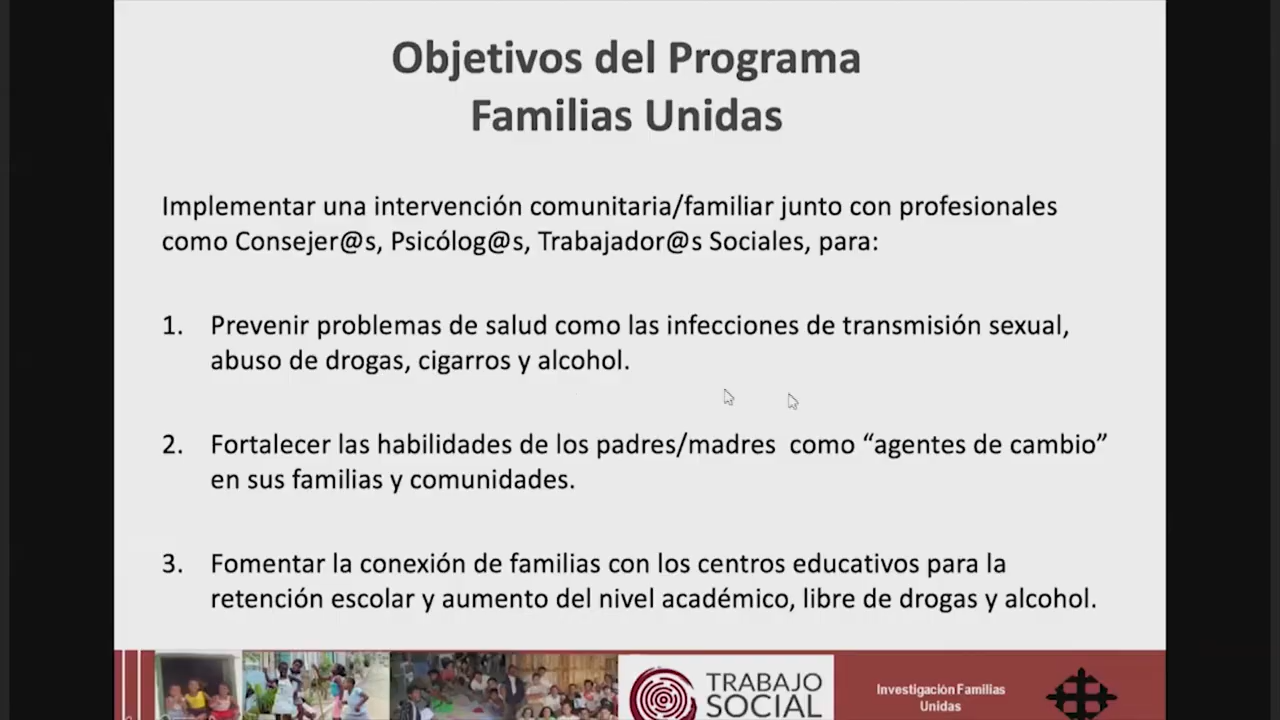 Objetivos del Programa
Familias Unidas
Implementar una intervención comunitaria/familiar junto con profesionales
como Consejer@s, Psicólog@s, Trabajador@s Sociales, para:
1. Prevenir problemas de salud como las infecciones de transmisión sexual,
abuso de drogas, cigarros y alcohol.
2. Fortalecer las habilidades de los padres/madres como “agentes de cambio”
en sus familias y comunidades.
3. Fomentar la conexión de familias con los centros educativos para la
retención escolar y aumento del nivel académico, libre de drogas y alcohol.
TRABAJO
SOCIAL
Investigación Familias
Unidas